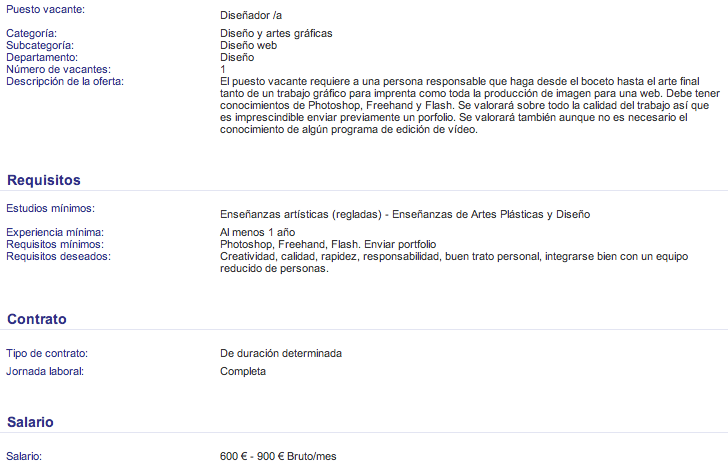 Puesto vacante: Diseñador /a
Categoría: Diseño y artes gráficas
Subcategoría: Diseño web
Departamento: Diseño
Número de vacantes: 1
Descripción de la oferta: El puesto vacante requiere a una persona responsable que haga desde el boceto hasta el arte final
tanto de un trabajo gráfico para imprenta como toda la producción de imagen para una web. Debe tener
conocimientos de Photoshop, Freehand y Flash. Se valorará sobre todo la calidad del trabajo así que
es imprescindible enviar previamente un porfolio. Se valorará también aunque no es necesario el
conocimiento de algún programa de edición de vídeo.
Requisitos
Estudios mínimos: Enseñanzas artísticas (regladas) - Enseñanzas de Artes Plásticas y Diseño
Experiencia mínima: Al menos 1 año
Requisitos mínimos: Photoshop, Freehand, Flash. Enviar portfolio
Requisitos deseados: Creatividad, calidad, rapidez, responsabilidad, buen trato personal, integrarse bien con un equipo
reducido de personas.
Contrato
Tipo de contrato: De duración determinada
Jornada laboral: Completa
Salario
Salario: 600 € - 900 € Bruto/mes